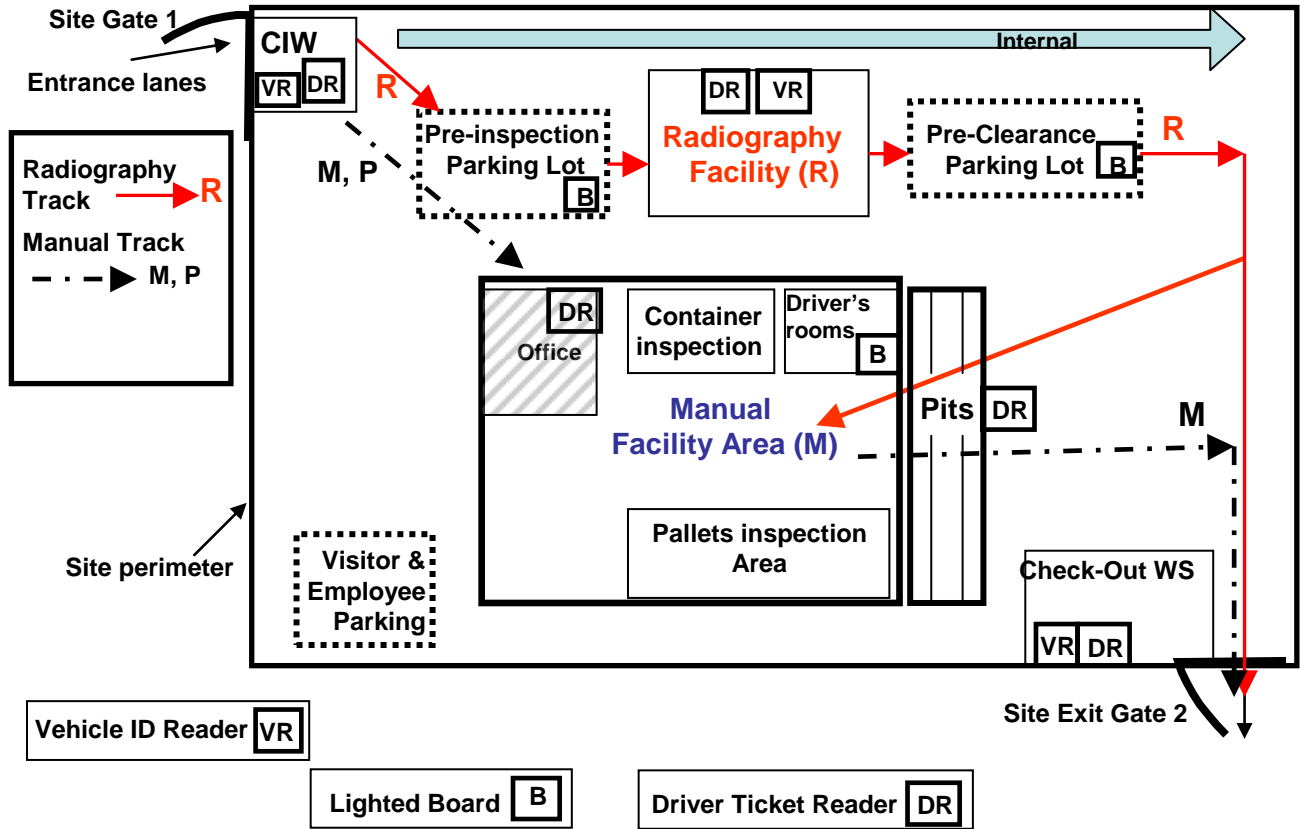 Site Gate 1
Entrance lanes
CIW
VR
DR
R
Internal
M, P
Pre-inspection
Parking Lot
B
DR
VR
Radiography
Facility (R)
Pre-Clearance
Parking Lot
B
R
Radiography
Track
R
Manual Track
M, P
DR
Office
Container
inspection
Driver's
rooms
B
Manual
Facility Area (M)
Pits
DR
M
Pallets inspection
Area
Site perimeter
Visitor &
Employee
Parking
Check-Out WS
VR
DR
Site Exit Gate 2
Vehicle ID Reader
VR
Lighted Board
B
Driver Ticket Reader
DR